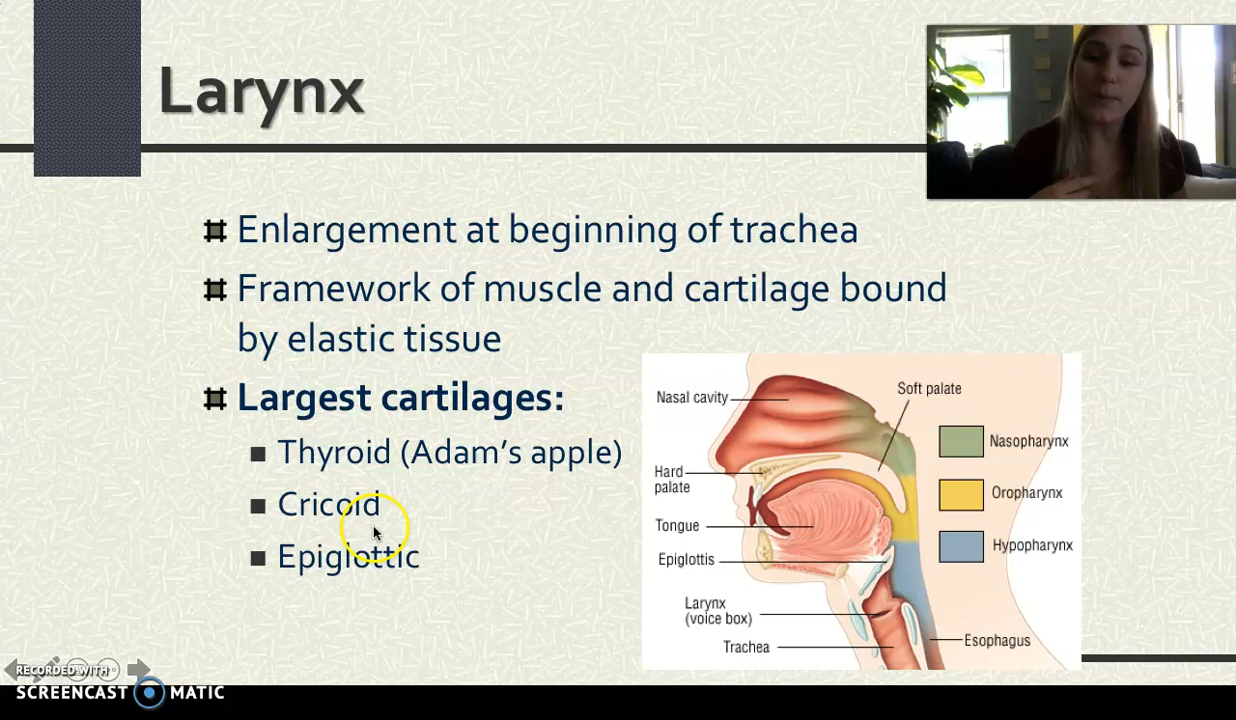 Larynx
Enlargement at beginning of trachea
Framework of muscle and cartilage bound
by elastic tissue
Largest cartilages:
Thyroid (Adam's apple)
Cricoid
Epiglottic
Nasal cavity
Soft palate
Nasopharynx
Hard
palate
Oropharynx
Tongue
Hypopharynx
Epiglottis
Larynx
(voice box)
Trachea
Esophagus
RECORDED WITH
SCREENCAST MATIC